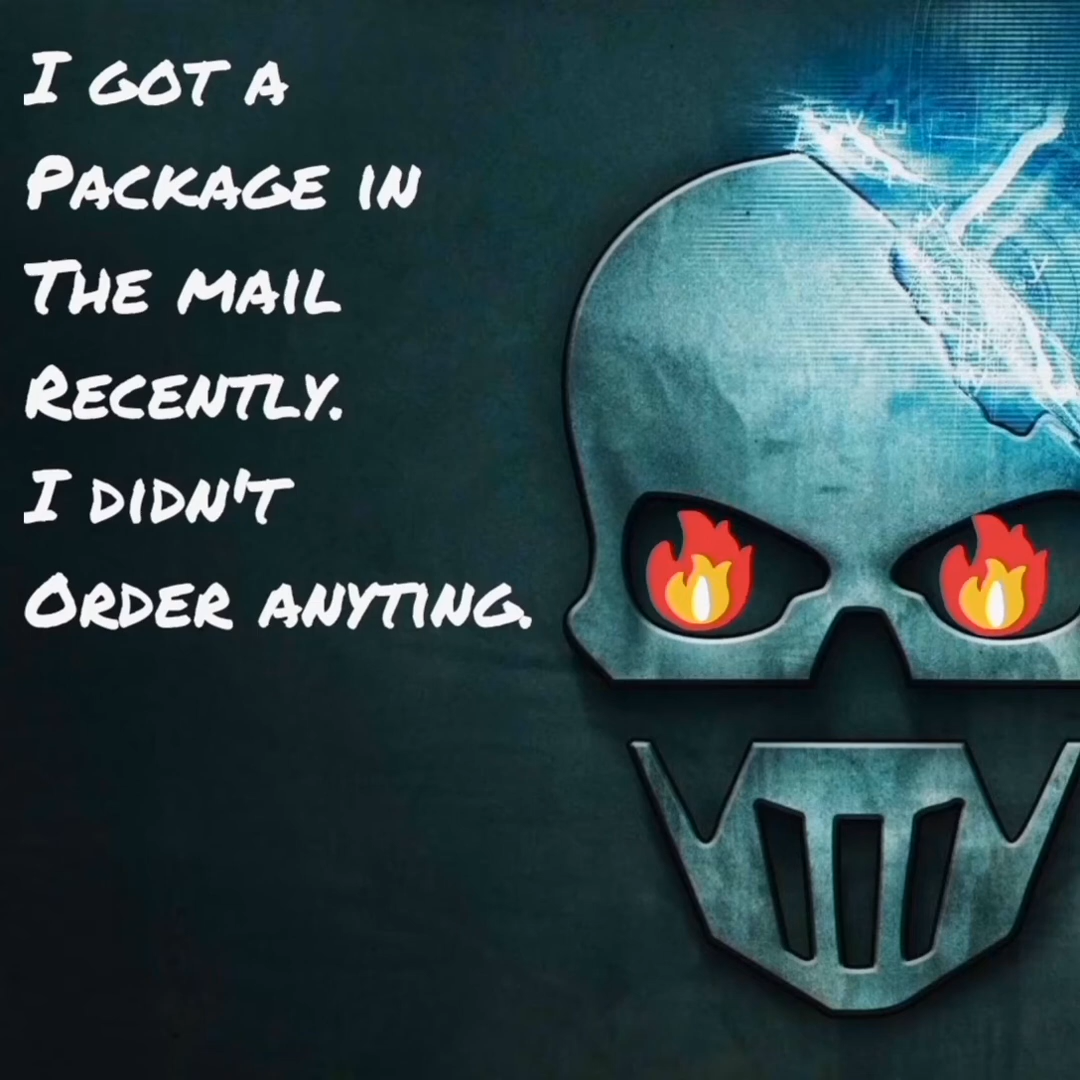 I GOT A
PACKAGE IN
THE MAIL
RECENTLY.
I DIDN'T
ORDER ANYTING.